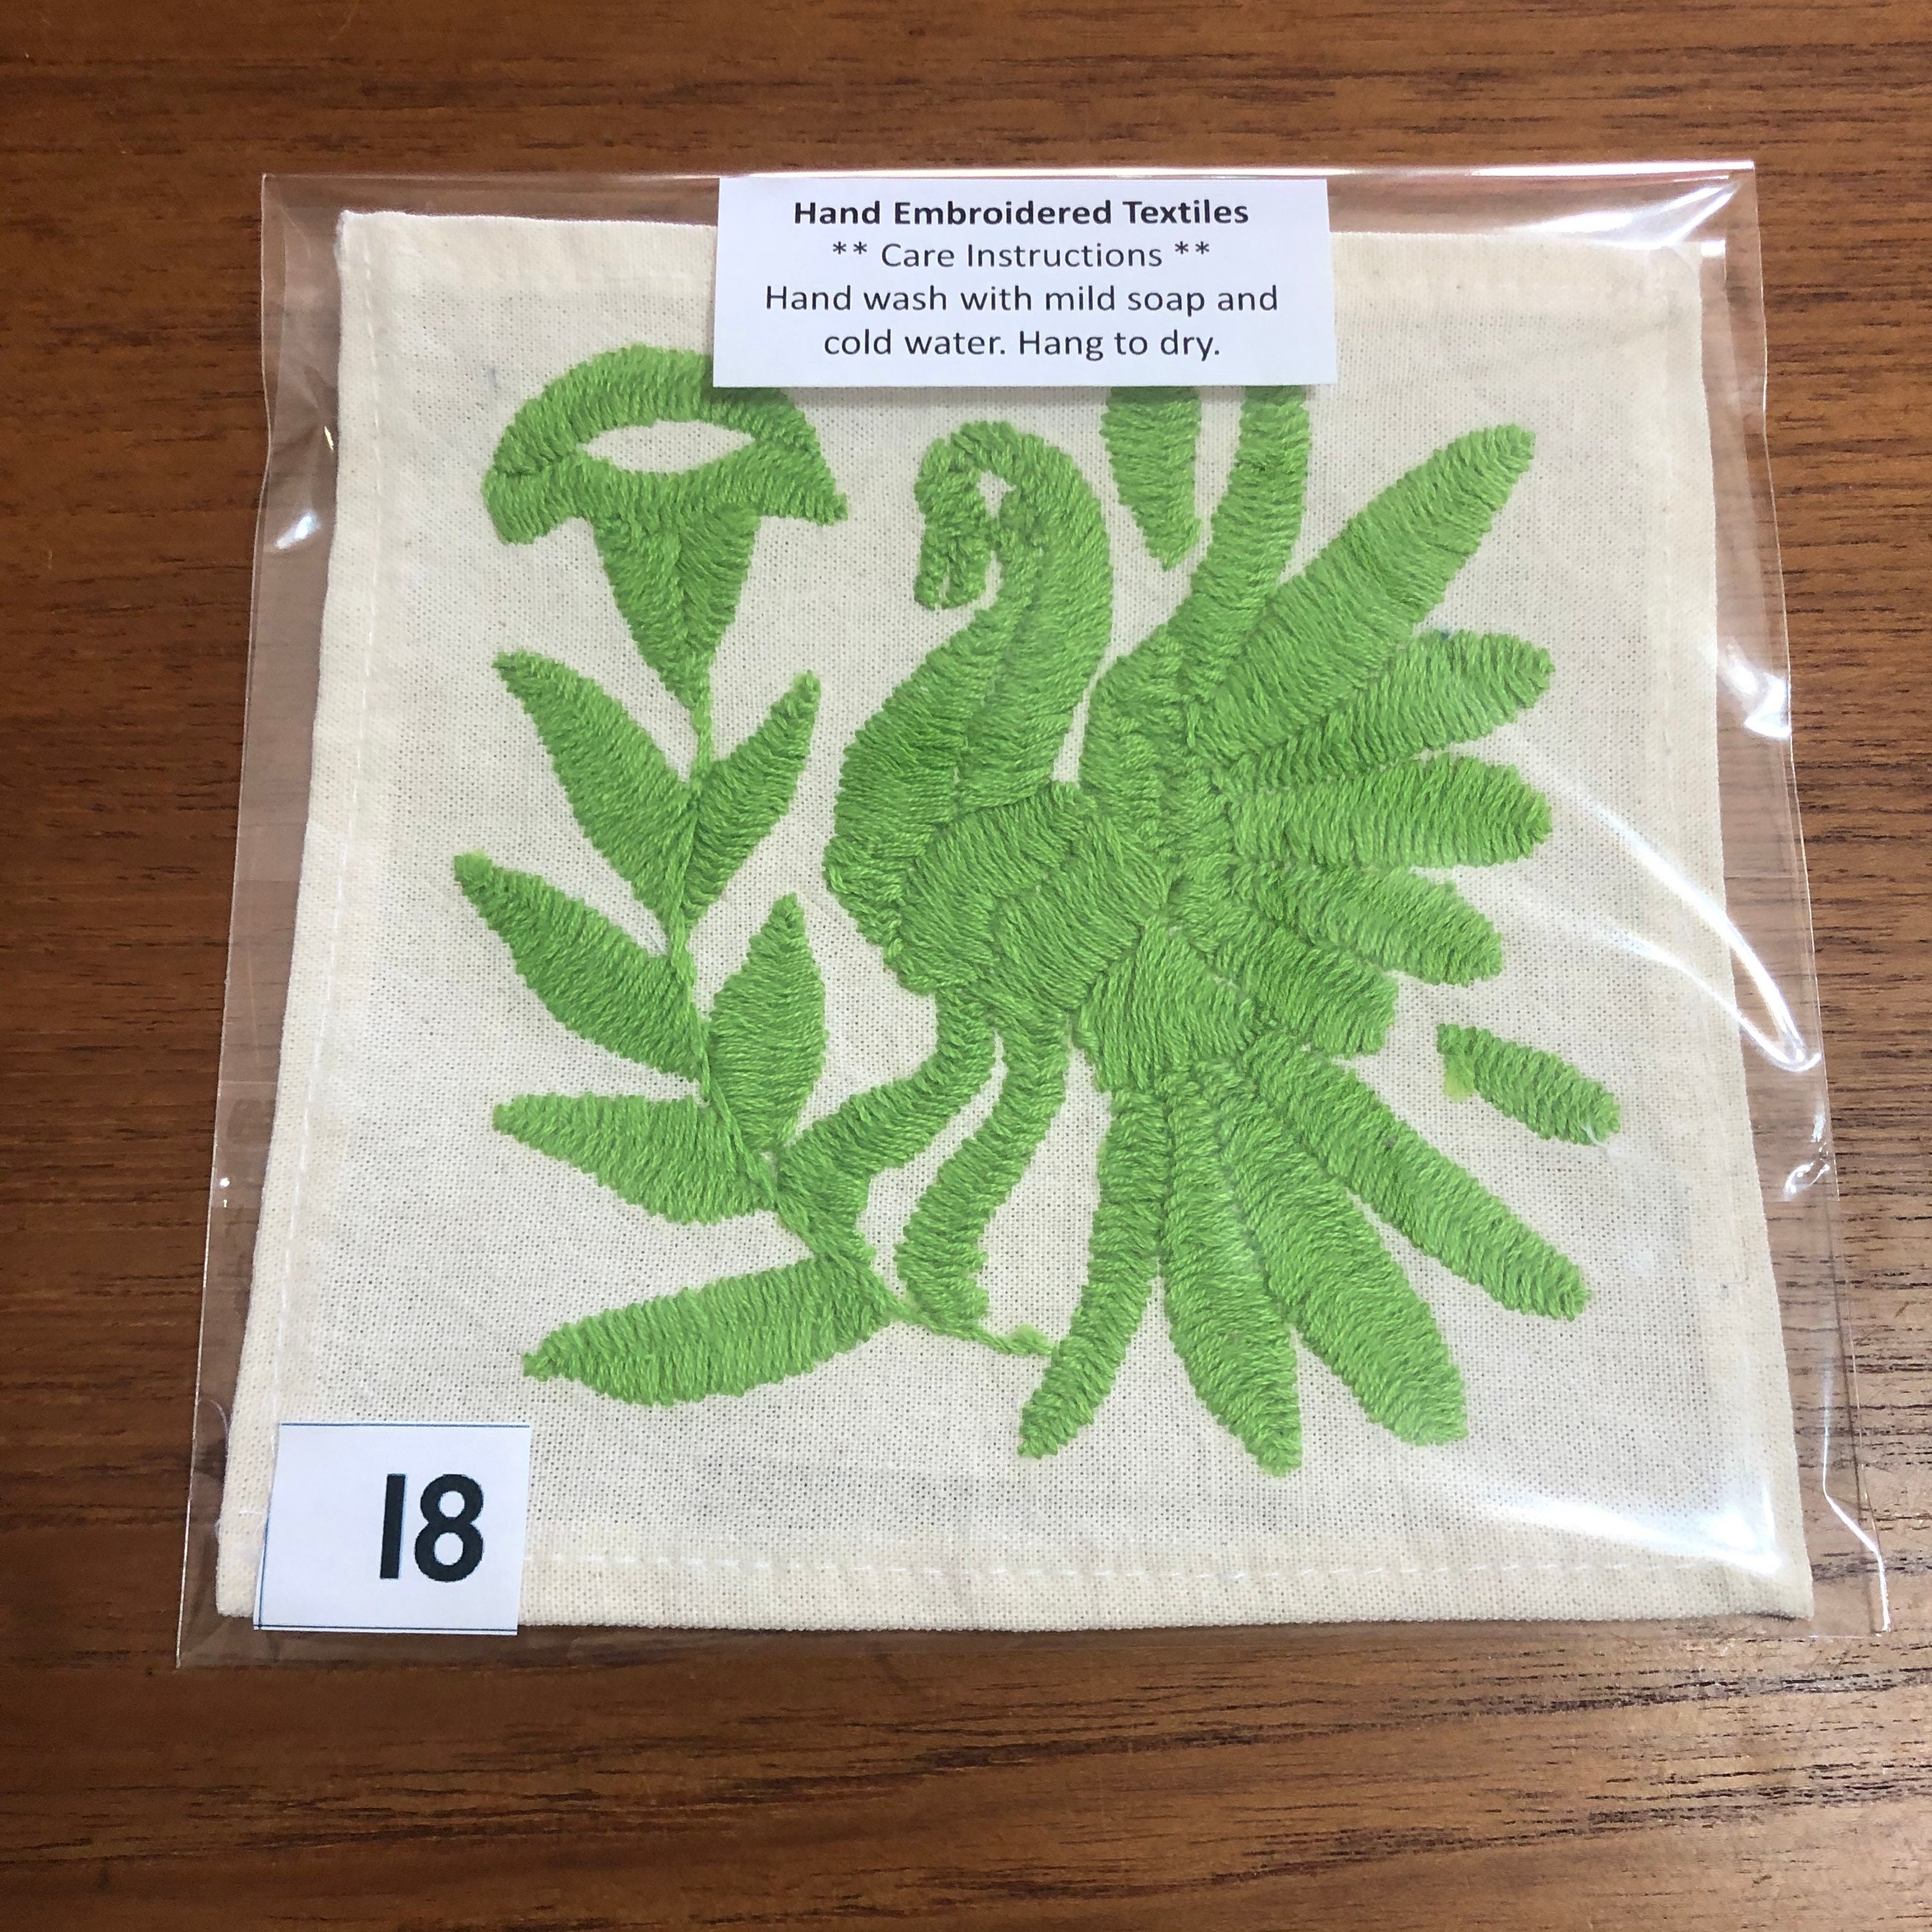 Hand Embroidered Textiles
** Care Instructions **
Hand wash with mild soap and
cold water. Hang to dry.
18